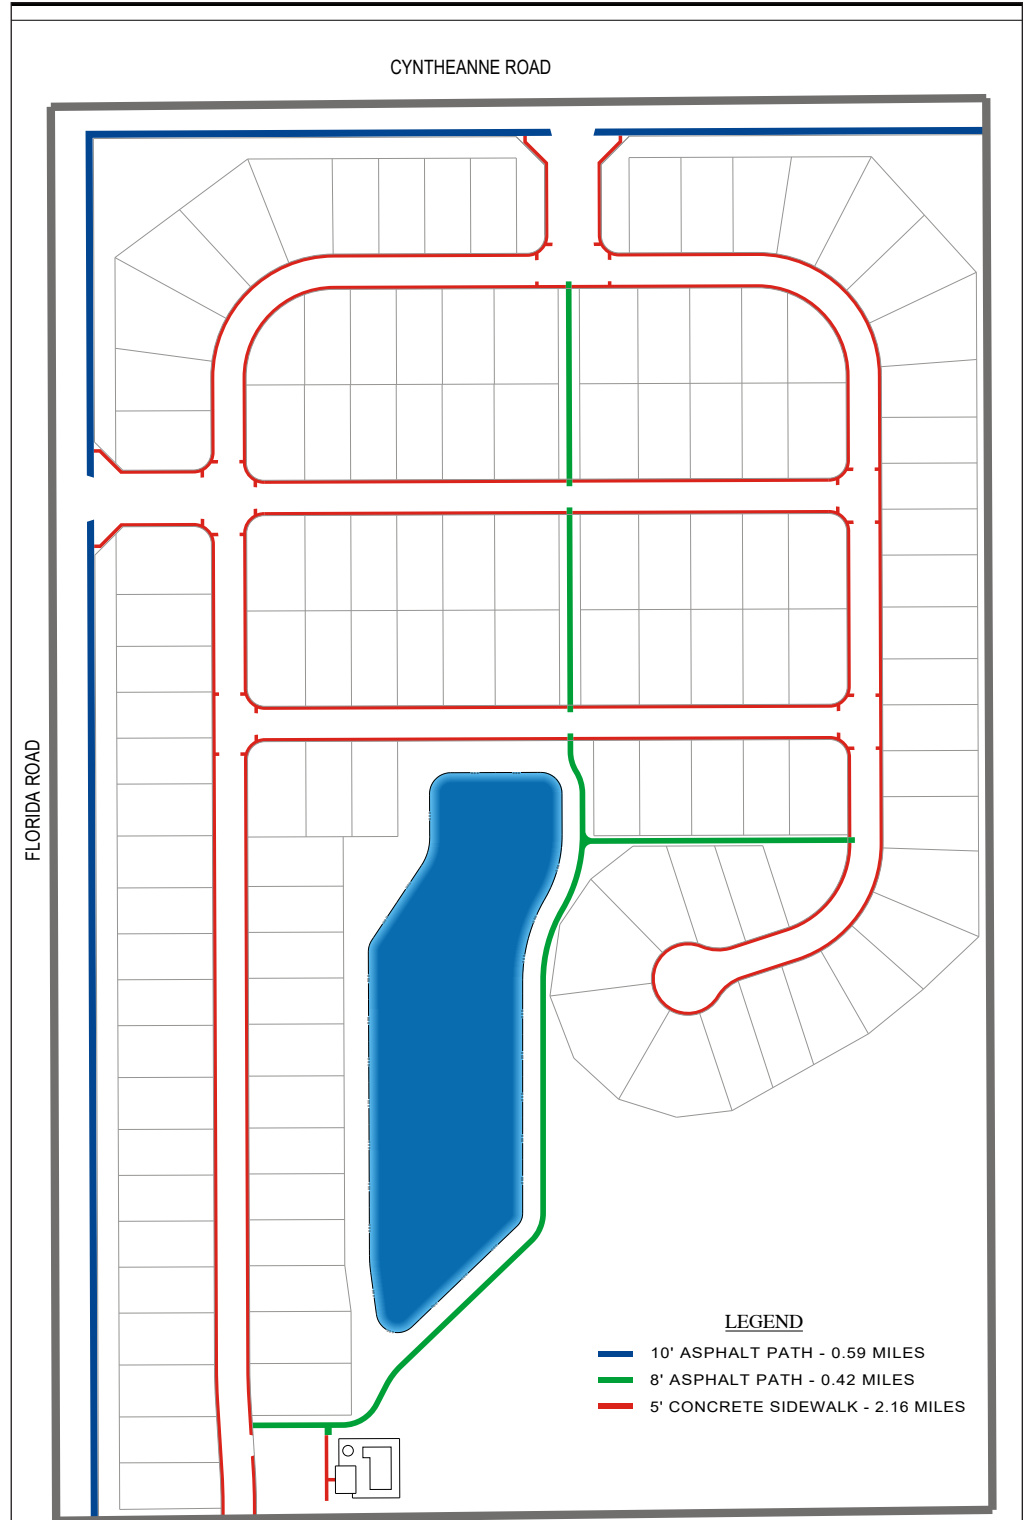 CYNTHEANNE ROAD
FLORIDA ROAD
LEGEND
10' ASPHALT PATH - 0.59 MILES
8' ASPHALT PATH - 0.42 MILES
5' CONCRETE SIDEWALK - 2.16 MILES